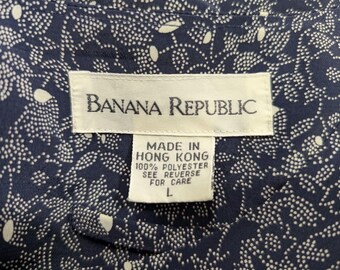 BANANA REPUBLIC
MADE IN
HONG KONG
100% POLYESTER
SEE REVERSE
FOR CARE
L